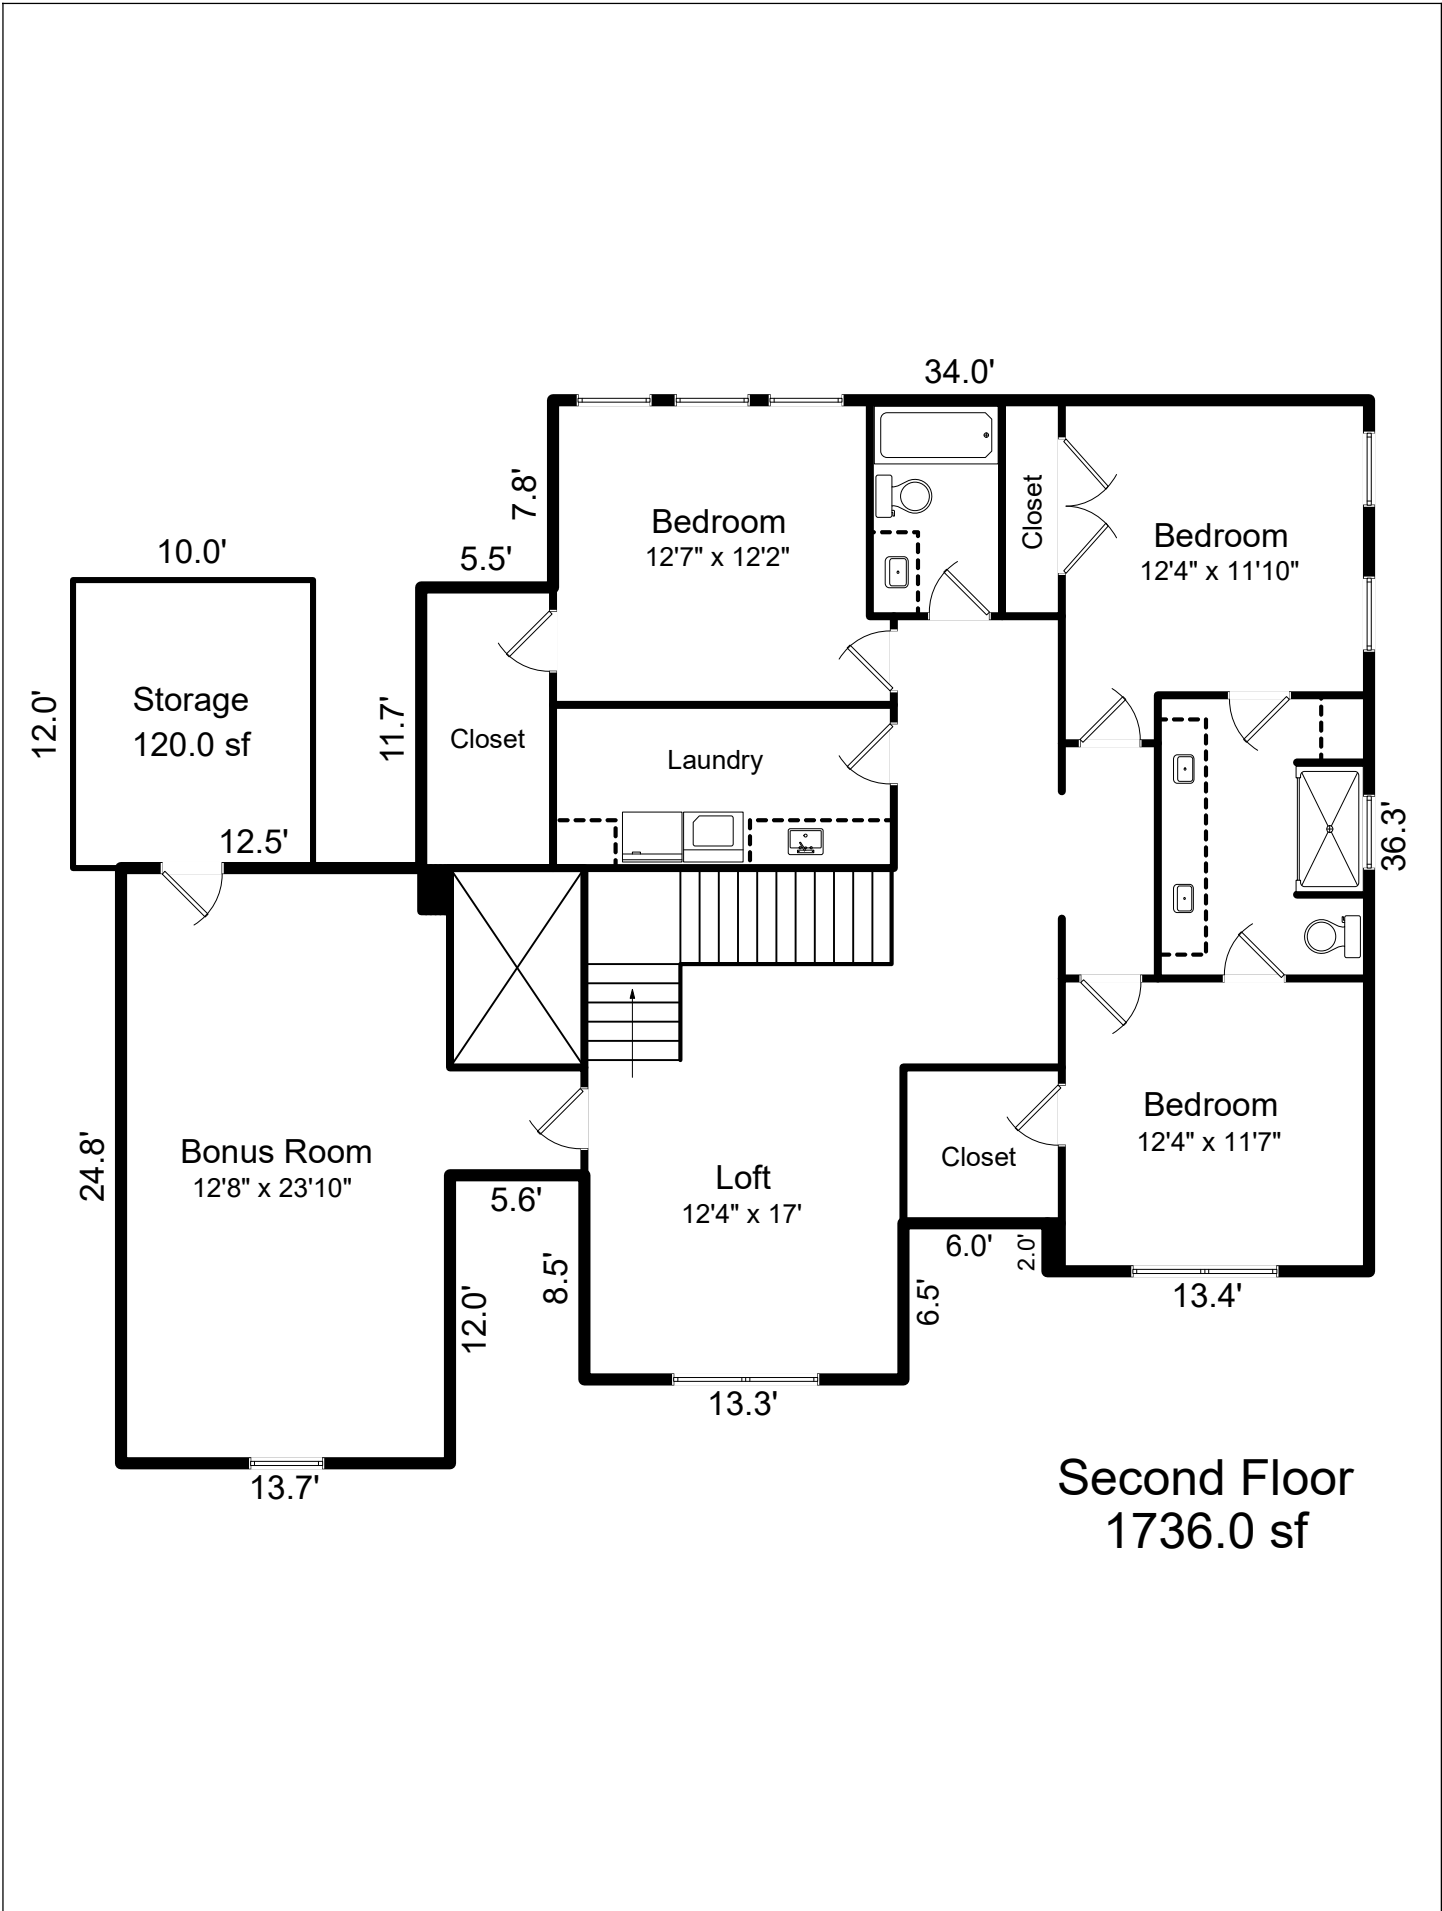 34.0'
7.8'
Bedroom
12'7" x 12'2"
Closet
Bedroom
12'4" x 11'10"
5.5'
10.0'
Storage
120.0 sf
12.0'
11.7'
Closet
Laundry
12.5'
36.3'
Bonus Room
12'8" x 23'10"
24.8'
5.6'
8.5'
12.0'
Loft
12'4" x 17'
Closet
Bedroom
12'4" x 11'7"
6.0'
2.0'
6.5'
13.4'
13.3'
13.7'
Second Floor
1736.0 sf